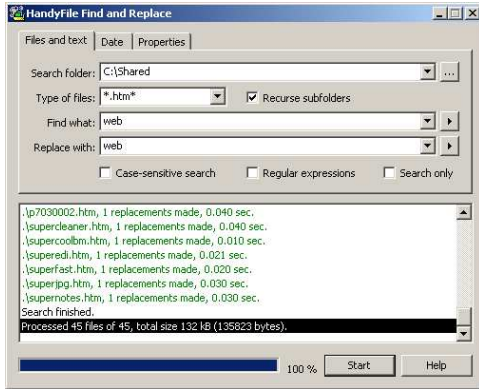 HandyFile Find and Replace
Files and text Date Properties
Search folder: C:\Shared ...
Type of files: *.htm* Recurse subfolders
Find what: web
Replace with: web
Case-sensitive search Regular expressions Search only
.\p7030002.htm, 1 replacements made, 0.040 sec.
.\supercleaner.htm, 1 replacements made, 0.040 sec.
.\supercoolbm.htm, 1 replacements made, 0.010 sec.
.\superedi.htm, 1 replacements made, 0.021 sec.
.\superfast.htm, 1 replacements made, 0.020 sec.
.\superjpg.htm, 1 replacements made, 0.030 sec.
.\supernotes.htm, 1 replacements made, 0.030 sec.
Search finished.
Processed 45 files of 45, total size 132 kB (135823 bytes).
100 % Start Help